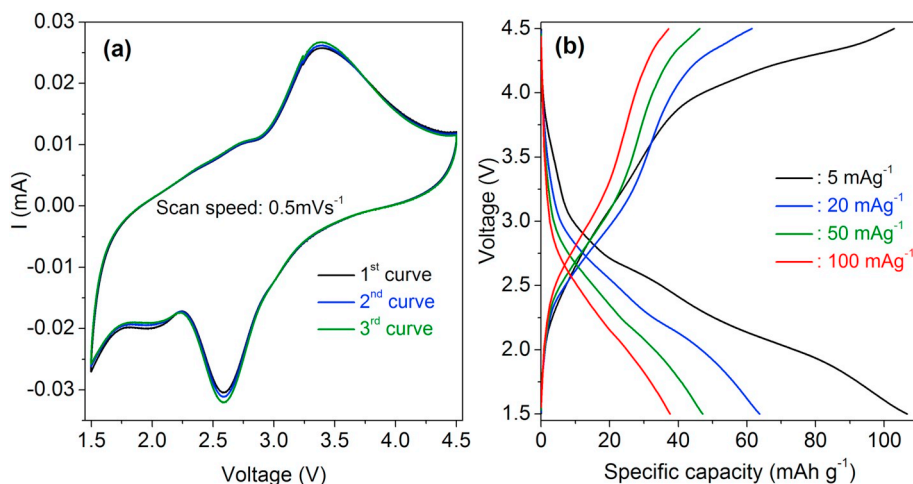 (a)
0.03
0.02
0.01
0.00
-0.01
-0.02
-0.03
I (mA)
Scan speed: 0.5mVs⁻¹
1ˢᵗ curve
2ⁿᵈ curve
3ʳᵈ curve
1.5 2.0 2.5 3.0 3.5 4.0 4.5
Voltage (V)
(b)
4.5
4.0
3.5
3.0
2.5
2.0
1.5
Voltage (V)
: 5 mAg⁻¹
: 20 mAg⁻¹
: 50 mAg⁻¹
: 100 mAg⁻¹
0 20 40 60 80 100
Specific capacity (mAh g⁻¹)